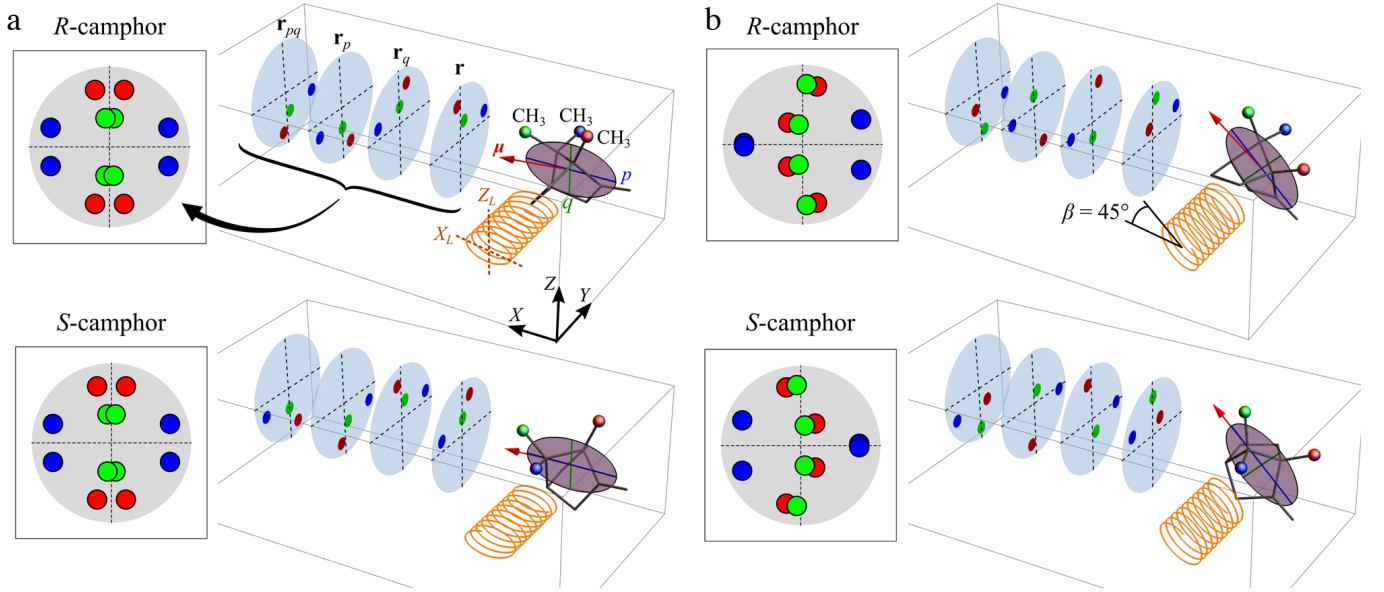 a
R-camphor
r_pq
r_p
r_q
r
CH₃
CH₃
CH₃
μ
p
q
Z_L
X_L
Z
Y
X
S-camphor
b
R-camphor
β = 45°
S-camphor